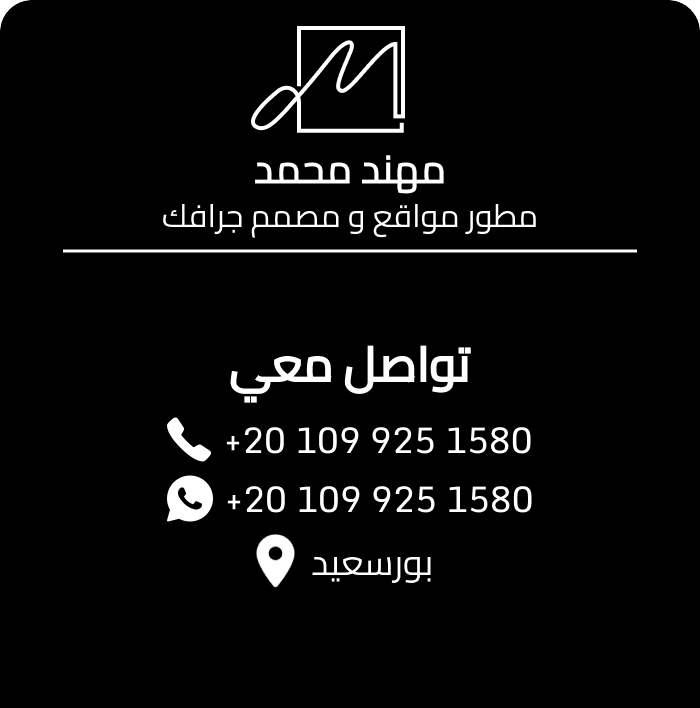 مهند محمد
مطور مواقع و مصمم جرافك
تواصل معي
+20 109 925 1580
+20 109 925 1580
بورسعيد